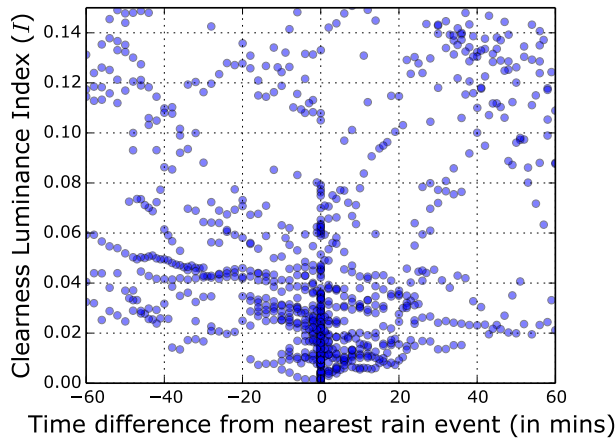 0.14
0.12
0.10
0.08
0.06
0.04
0.02
0.00
Clearness Luminance Index (I)
−60 −40 −20 0 20 40 60
Time difference from nearest rain event (in mins)